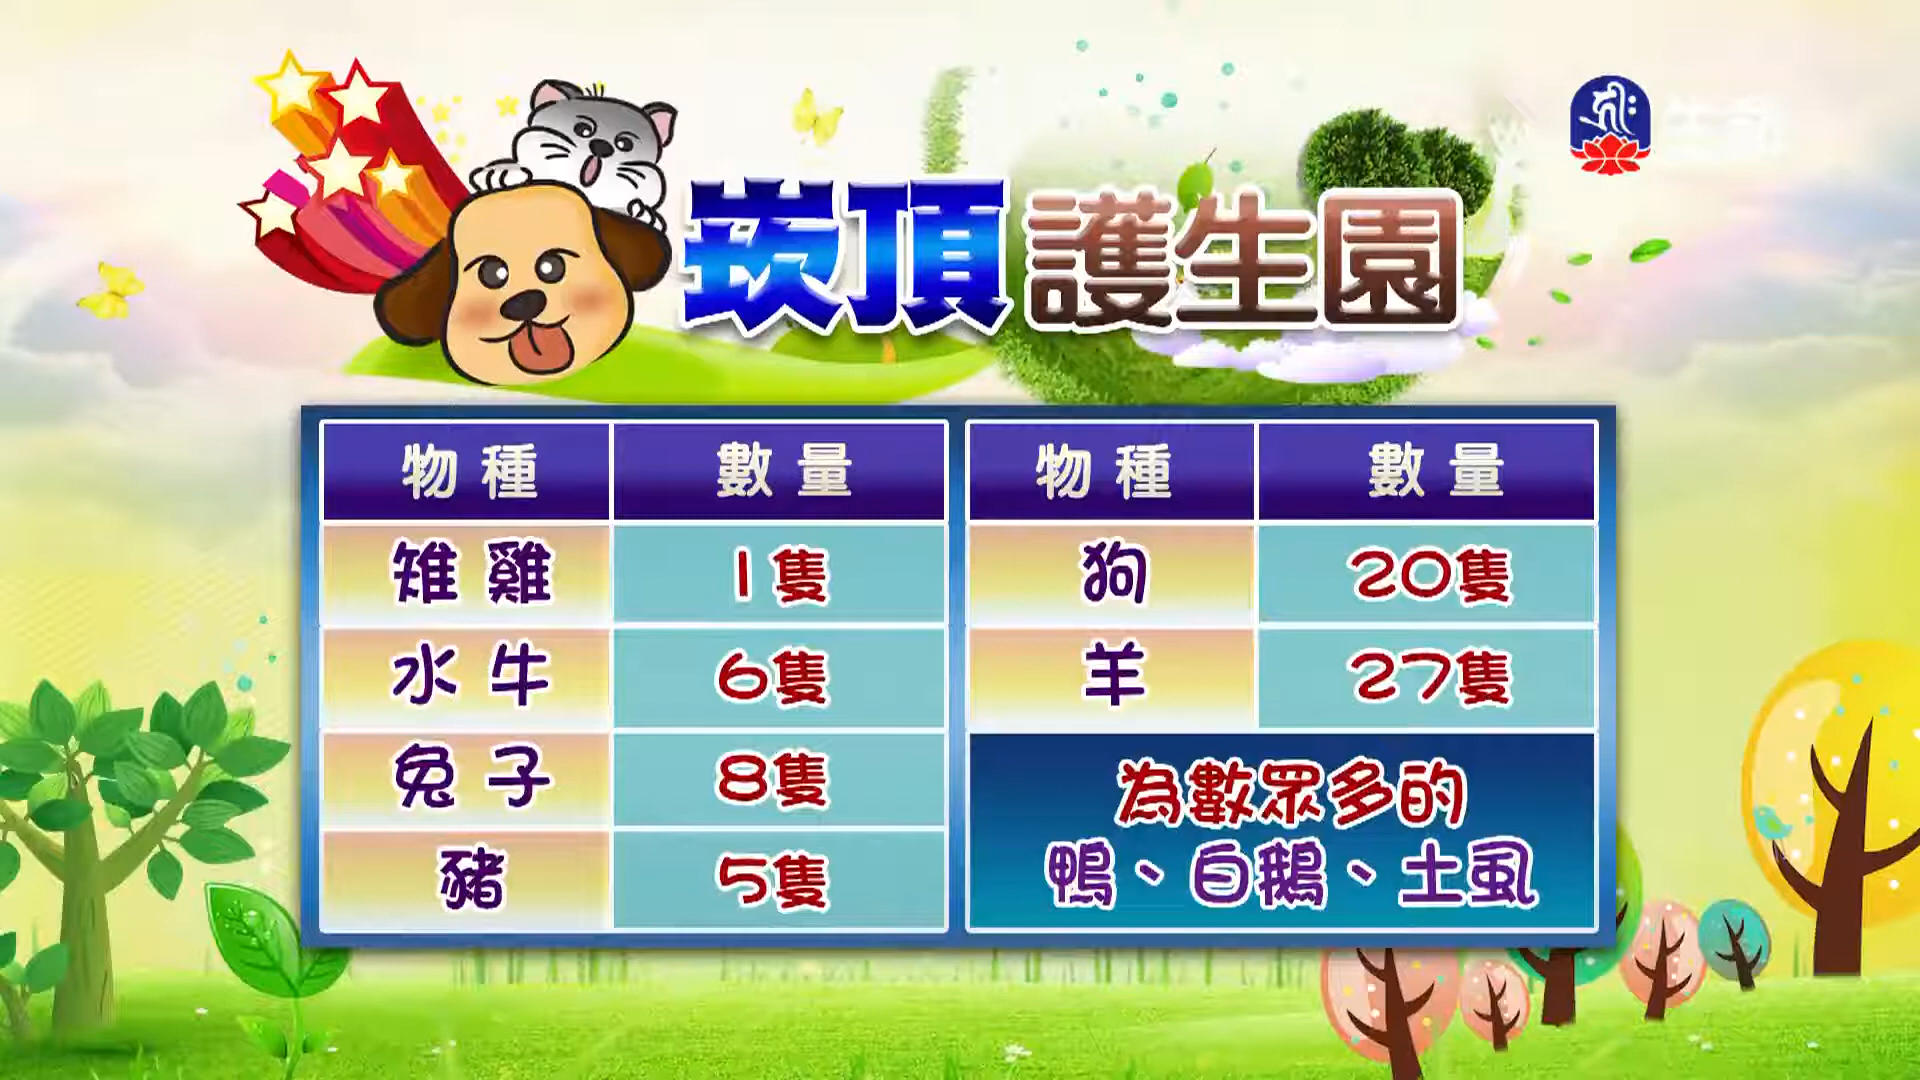 崁頂護生園
物種 數量
雉雞 1隻
水牛 6隻
兔子 8隻
豬 5隻
物種 數量
狗 20隻
羊 27隻
為數眾多的
鴨、白鵝、土虱